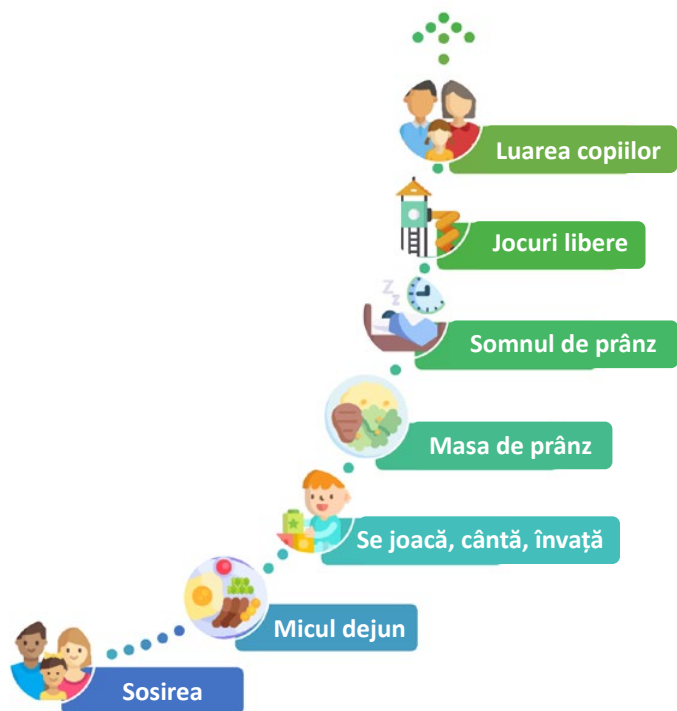 Luarea copiilor
Jocuri libere
Somnul de prânz
Masa de prânz
Se joacă, cântă, învață
Micul dejun
Sosirea